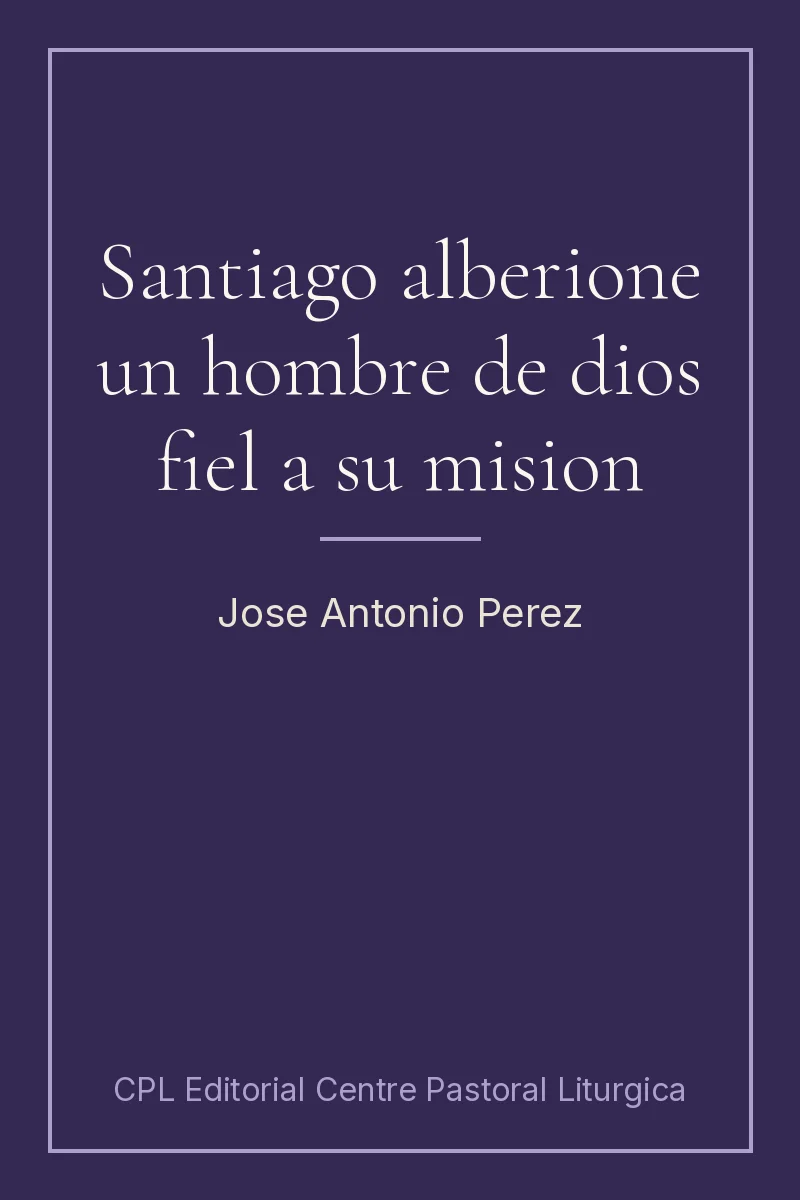 Santiago alberione
un hombre de dios
fiel a su mision
Jose Antonio Perez
CPL Editorial Centre Pastoral Liturgica